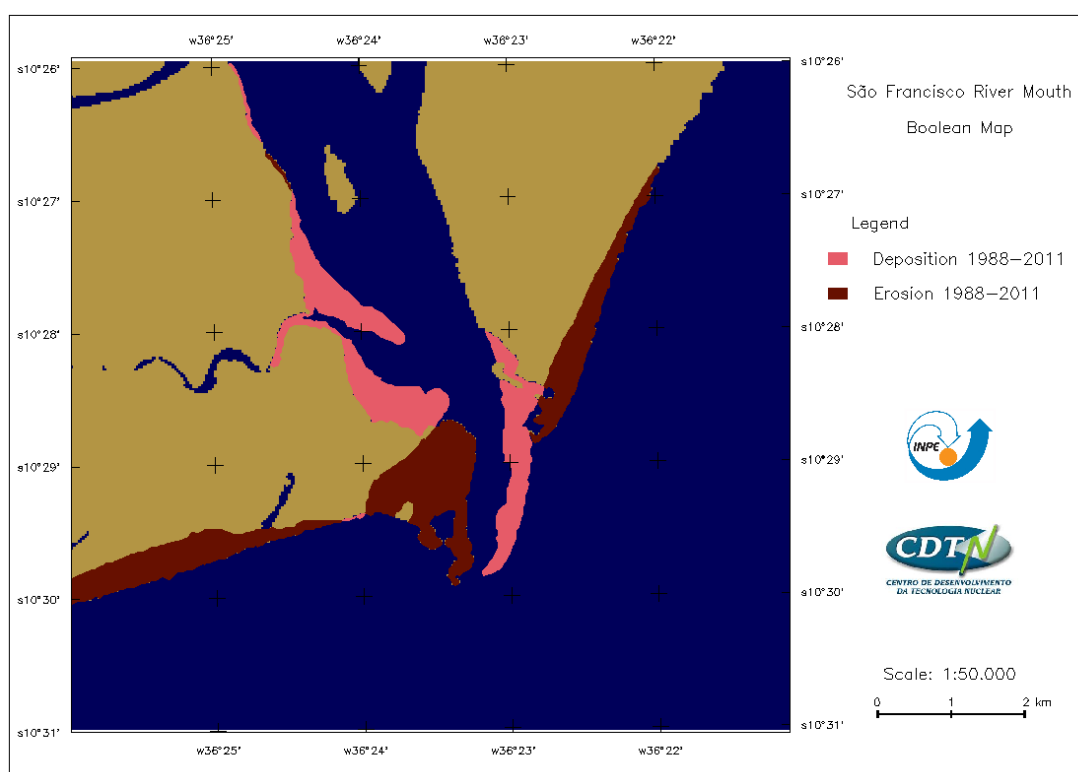 w36°25' w36°24' w36°23' w36°22'
s10°26' s10°26'
São Francisco River Mouth
Boolean Map
s10°27' s10°27'
Legend
Deposition 1988-2011
Erosion 1988-2011
s10°28' s10°28'
INPE
s10°29' s10°29'
CDTN
CENTRO DE DESENVOLVIMENTO
DA TECNOLOGIA NUCLEAR
s10°30' s10°30'
Scale: 1:50.000
0 1 2 km
s10°31' s10°31'
w36°25' w36°24' w36°23' w36°22'